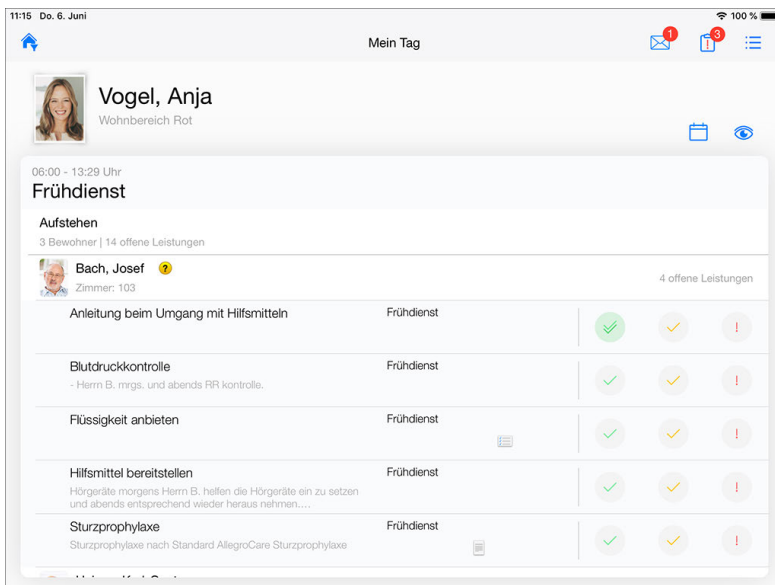 11:15 Do. 6. Juni 100 %
Mein Tag
1
3
Vogel, Anja
Wohnbereich Rot
06:00 - 13:29 Uhr
Frühdienst
Aufstehen
3 Bewohner | 14 offene Leistungen
Bach, Josef ?
Zimmer: 103
4 offene Leistungen
Anleitung beim Umgang mit Hilfsmitteln Frühdienst
Blutdruckkontrolle Frühdienst
- Herrn B. mrgs. und abends RR kontrolle.
Flüssigkeit anbieten Frühdienst
Hilfsmittel bereitstellen Frühdienst
Hörgeräte morgens Herrn B. helfen die Hörgeräte ein zu setzen
und abends entsprechend wieder heraus nehmen....
Sturzprophylaxe Frühdienst
Sturzprophylaxe nach Standard AllegroCare Sturzprophylaxe